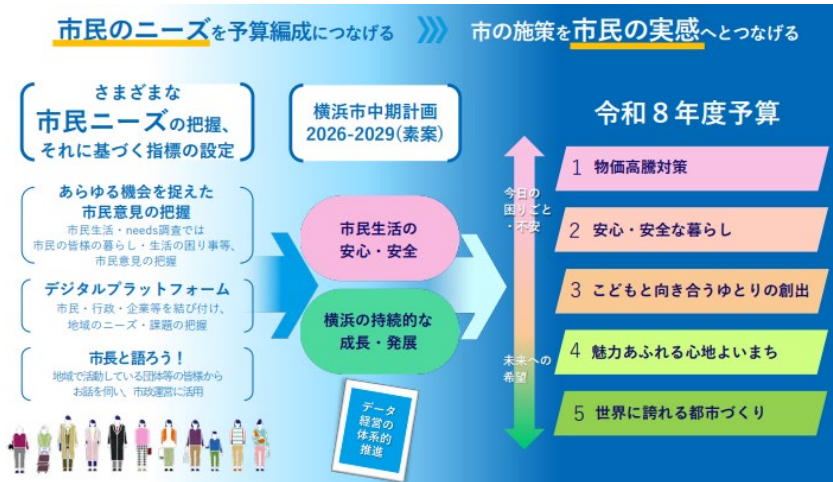 市民のニーズを予算編成につなげる
市の施策を市民の実感へとつなげる
さまざまな
市民ニーズの把握、
それに基づく指標の設定
あらゆる機会を捉えた
市民意見の把握
市民生活・needs調査では
市民の皆様の暮らし・生活の困り事等、
市民意見の把握
デジタルプラットフォーム
市民・行政・企業等を結び付け、
地域のニーズ・課題の把握
市長と語ろう！
地域で活動している団体等の皆様から
お話を伺い、市政運営に活用
横浜市中期計画
2026-2029(素案)
市民生活の
安心・安全
横浜の持続的な
成長・発展
データ
経営の
体系的
推進
令和８年度予算
今日の
困りごと
・不安
未来への
希望
1 物価高騰対策
2 安心・安全な暮らし
3 こどもと向き合うゆとりの創出
4 魅力あふれる心地よいまち
5 世界に誇れる都市づくり